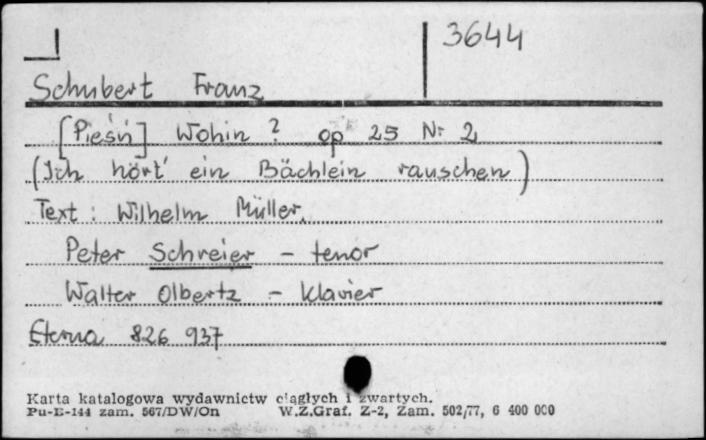 3644
Schubert Franz
[Pieśń] Wohin? op 25 Nr 2
(Ich hört' ein Bächlein rauschen)
Text: Wilhelm Müller.
Peter Schreier - tenor
Walter Olbertz - Klavier
Eterna 826 937
Karta katalogowa wydawnictw ciągłych i zwartych.
Pu-E-144 zam. 567/DW/On W.Z.Graf. Z-2, Zam. 502/77, 6 400 000